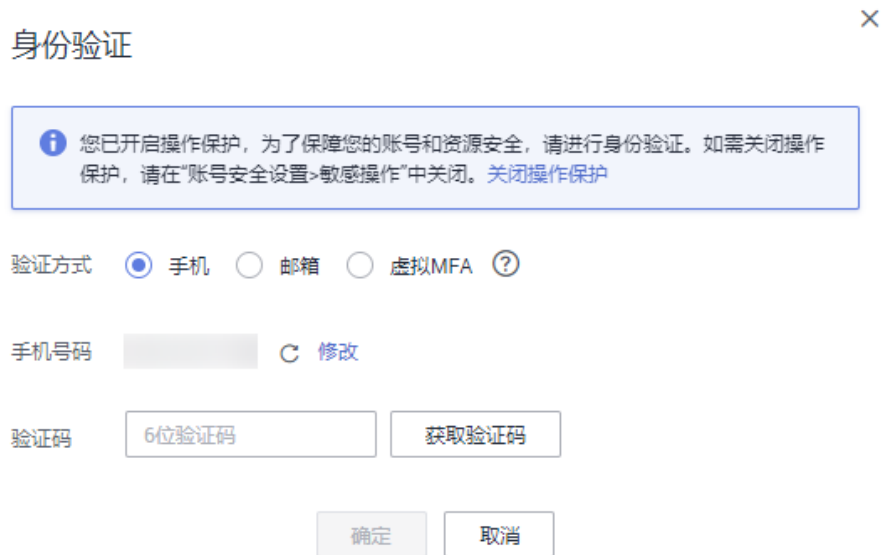 身份验证
您已开启操作保护，为了保障您的账号和资源安全，请进行身份验证。如需关闭操作
保护，请在“账号安全设置>敏感操作”中关闭。关闭操作保护
验证方式 手机 邮箱 虚拟MFA ?
手机号码 修改
验证码 6位验证码 获取验证码
确定 取消